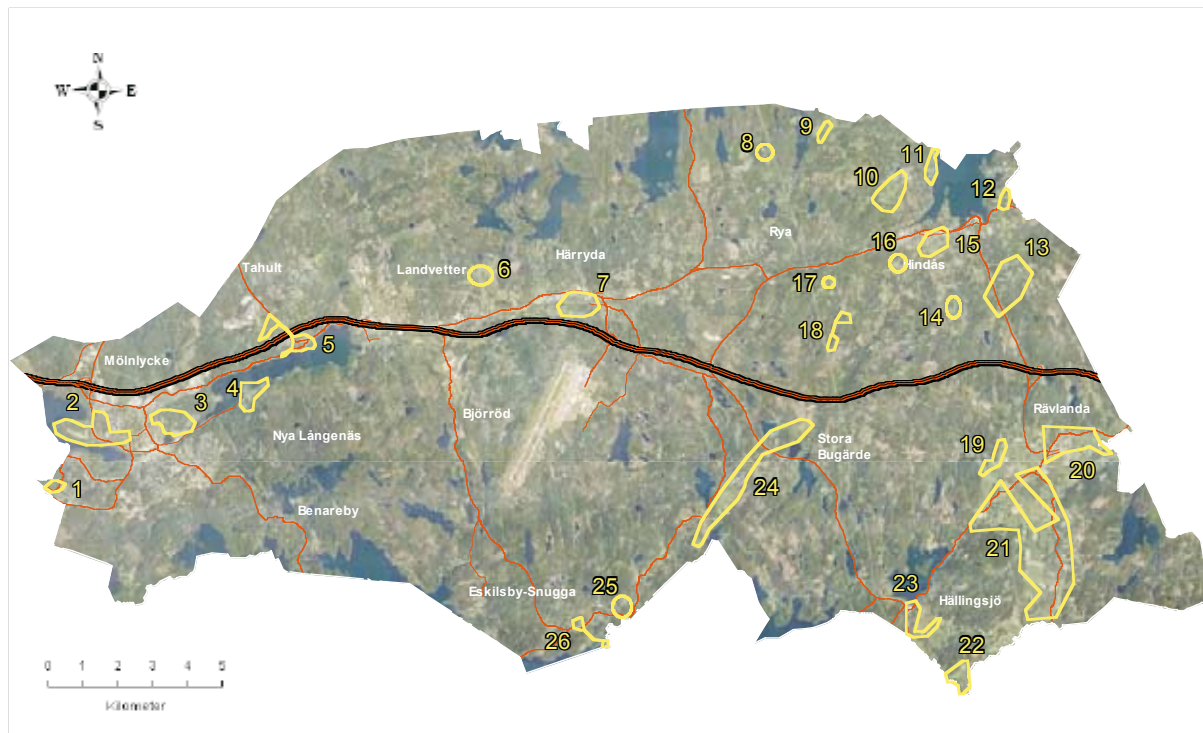 N
W E
S
9
8
11
10
12
Rya
16
15
13
Härryda
Hindås
Tahult
Landvetter
6
7
17
14
18
5
Mölnlycke
4
2
3
Björröd
Rävlanda
Nya Långenäs
Stora
Bugärde
19
20
24
1
Benareby
21
Eskilsby-Snugga
25
23
Hällingsjö
26
22
0 1 2 3 4 5
Kilometer